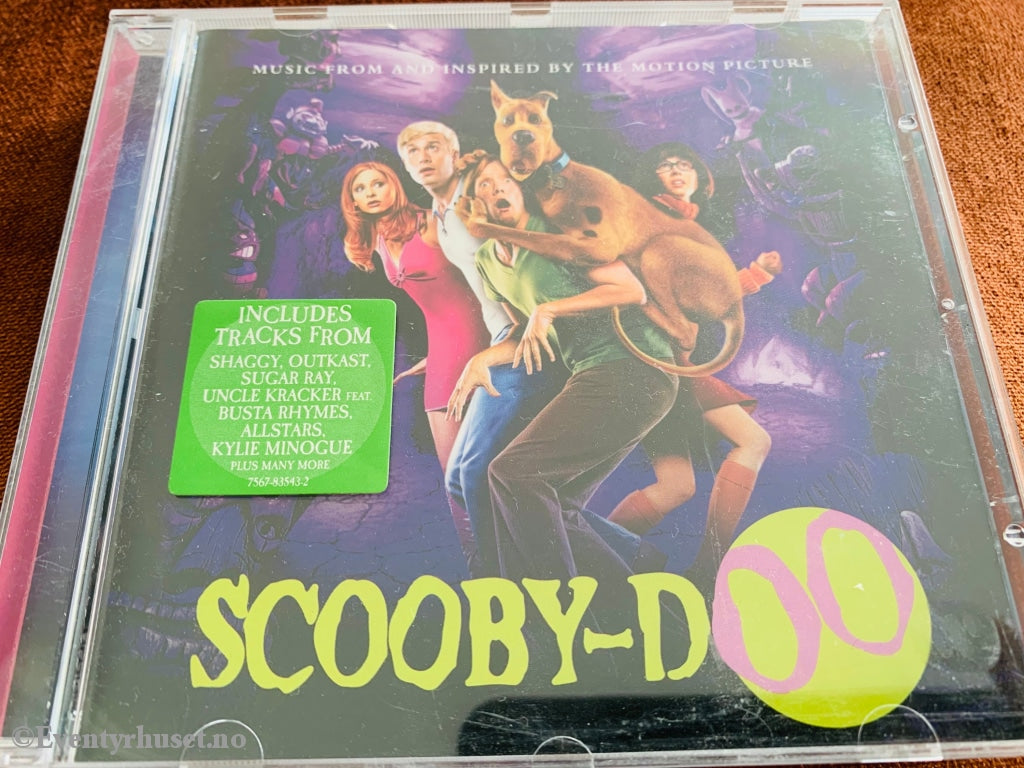 MUSIC FROM AND INSPIRED BY THE MOTION PICTURE
INCLUDES
TRACKS FROM
SHAGGY, OUTKAST,
SUGAR RAY,
UNCLE KRACKER FEAT.
BUSTA RHYMES,
ALLSTARS,
KYLIE MINOGUE
PLUS MANY MORE
7567-83543-2
SCOOBY-DOO
©Eventyrhuset.no